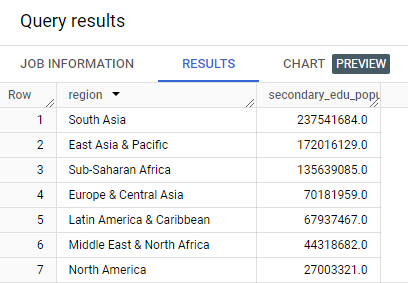 Query results
JOB INFORMATION RESULTS CHART PREVIEW
Row region secondary_edu_popu
1 South Asia 237541684.0
2 East Asia & Pacific 172016129.0
3 Sub-Saharan Africa 135639085.0
4 Europe & Central Asia 70181959.0
5 Latin America & Caribbean 67937467.0
6 Middle East & North Africa 44318682.0
7 North America 27003321.0